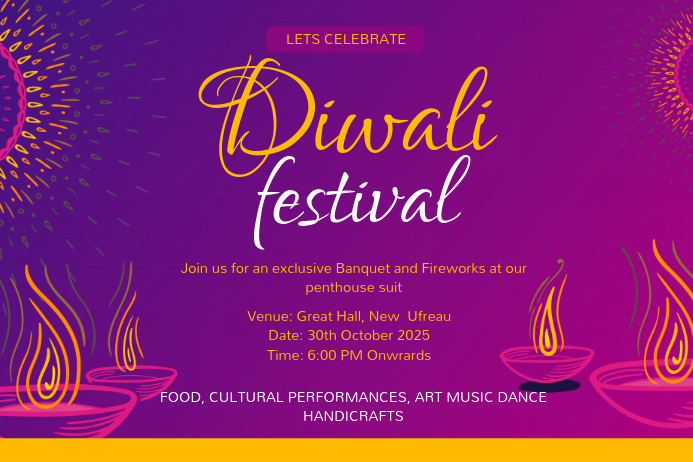 LETS CELEBRATE
Diwali
festival
Join us for an exclusive Banquet and Fireworks at our
penthouse suit
Venue: Great Hall, New  Ufreau
Date: 30th October 2025
Time: 6:00 PM Onwrards
FOOD, CULTURAL PERFORMANCES, ART MUSIC DANCE
HANDICRAFTS